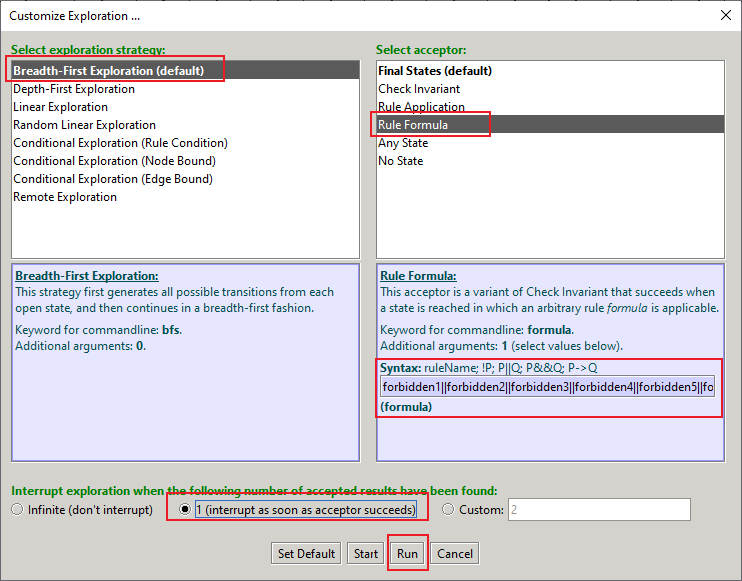 Customize Exploration ...
Select exploration strategy:
Breadth-First Exploration (default)
Depth-First Exploration
Linear Exploration
Random Linear Exploration
Conditional Exploration (Rule Condition)
Conditional Exploration (Node Bound)
Conditional Exploration (Edge Bound)
Remote Exploration
Select acceptor:
Final States (default)
Check Invariant
Rule Application
Rule Formula
Any State
No State
Breadth-First Exploration:
This strategy first generates all possible transitions from each
open state, and then continues in a breadth-first fashion.
Keyword for commandline: bfs.
Additional arguments: 0.
Rule Formula:
This acceptor is a variant of Check Invariant that succeeds when
a state is reached in which an arbitrary rule formula is applicable.
Keyword for commandline: formula.
Additional arguments: 1 (select values below).
Syntax: ruleName; !P; P||Q; P&&Q; P->Q
forbidden1||forbidden2||forbidden3||forbidden4||forbidden5||fo
(formula)
Interrupt exploration when the following number of accepted results have been found:
Infinite (don't interrupt)
1 (interrupt as soon as acceptor succeeds)
Custom:
2
Set Default
Start
Run
Cancel